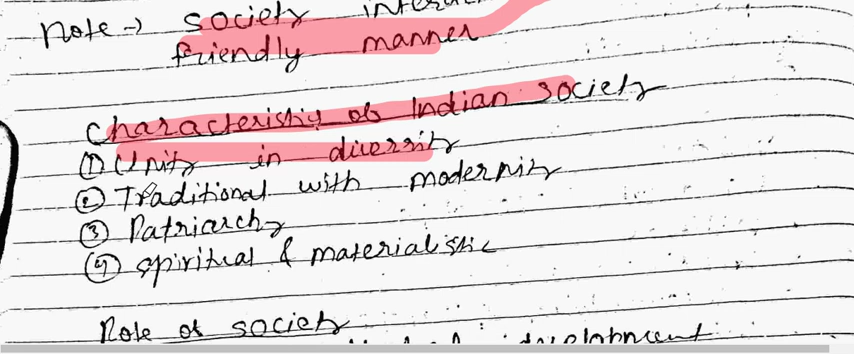 Note → society
friendly manner
Characteristic of Indian society
① Unity in diversity
② Traditional with modernity
③ Patriarchy
④ spiritual & materialistic
Role of society
development